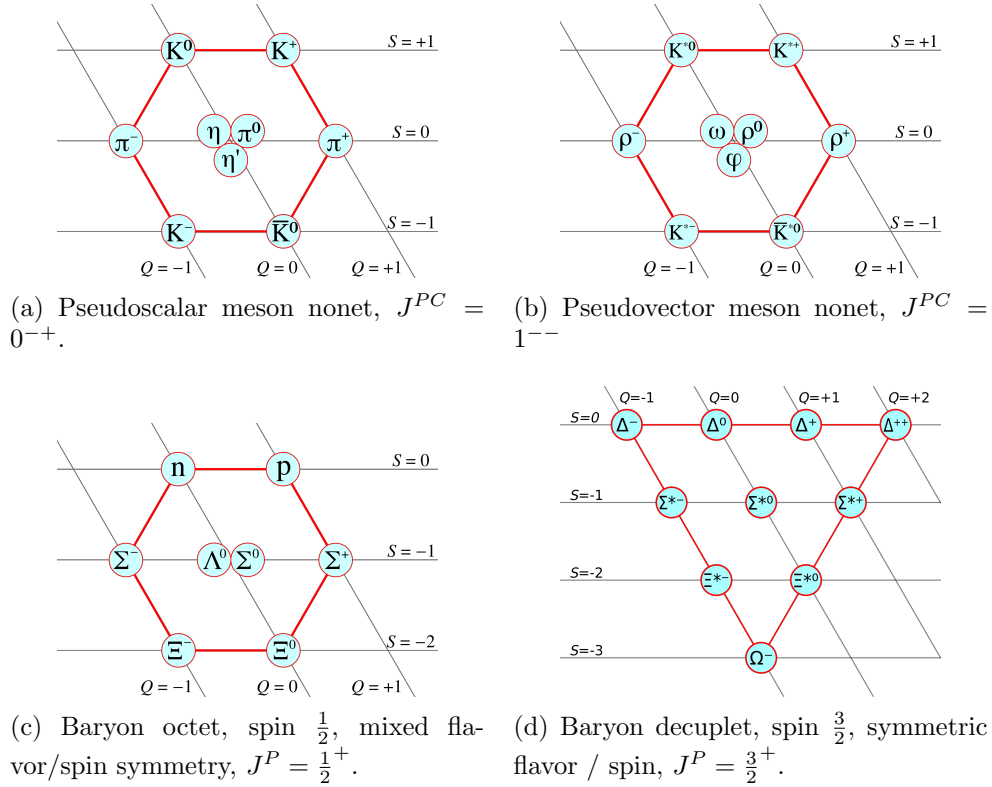 K⁰ K⁺ S = +1
π⁻ η π⁰ η' π⁺ S = 0
K⁻ K̅⁰ S = −1
Q = −1 Q = 0 Q = +1
(a) Pseudoscalar meson nonet, J^{PC} =
0⁻⁺.
K*⁰ K*⁺ S = +1
ρ⁻ ω ρ⁰ φ ρ⁺ S = 0
K*⁻ K̅*⁰ S = −1
Q = −1 Q = 0 Q = +1
(b) Pseudovector meson nonet, J^{PC} =
1⁻⁻
n p S = 0
Σ⁻ Λ⁰ Σ⁰ Σ⁺ S = −1
Ξ⁻ Ξ⁰ S = −2
Q = −1 Q = 0 Q = +1
(c) Baryon octet, spin ½, mixed fla-
vor/spin symmetry, J^P = ½⁺.
Q=-1 Q=0 Q=+1 Q=+2
S=0 Δ⁻ Δ⁰ Δ⁺ Δ⁺⁺
S=-1 Σ*⁻ Σ*⁰ Σ*⁺
S=-2 Ξ*⁻ Ξ*⁰
S=-3 Ω⁻
(d) Baryon decuplet, spin 3/2, symmetric
flavor / spin, J^P = 3/2⁺.